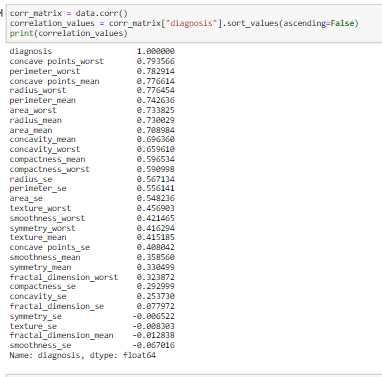 corr_matrix = data.corr()
correlation_values = corr_matrix["diagnosis"].sort_values(ascending=False)
print(correlation_values)
diagnosis 1.000000
concave points_worst 0.793566
perimeter_worst 0.782914
concave points_mean 0.776614
radius_worst 0.776454
perimeter_mean 0.742636
area_worst 0.733825
radius_mean 0.730029
area_mean 0.708984
concavity_mean 0.696360
concavity_worst 0.659610
compactness_mean 0.596534
compactness_worst 0.590998
radius_se 0.567134
perimeter_se 0.556141
area_se 0.548236
texture_worst 0.456903
smoothness_worst 0.421465
symmetry_worst 0.416294
texture_mean 0.415185
concave points_se 0.408042
smoothness_mean 0.358560
symmetry_mean 0.330499
fractal_dimension_worst 0.323872
compactness_se 0.292999
concavity_se 0.253730
fractal_dimension_se 0.077972
symmetry_se -0.006522
texture_se -0.008303
fractal_dimension_mean -0.012838
smoothness_se -0.067016
Name: diagnosis, dtype: float64